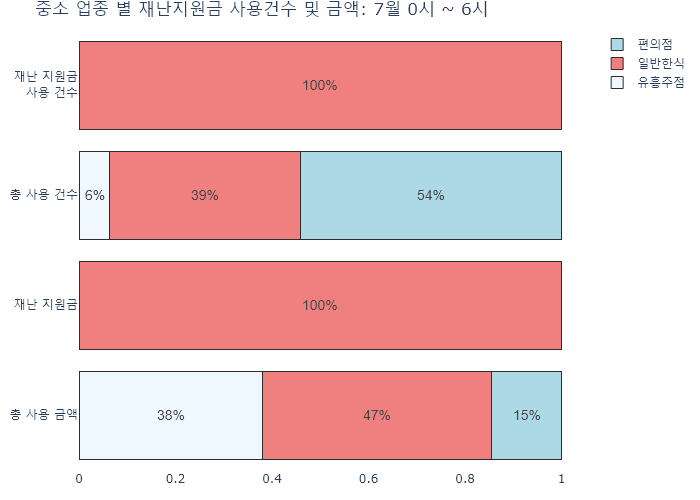 중소 업종 별 재난지원금 사용건수 및 금액: 7월 0시 ~ 6시
편의점
일반한식
유흥주점
재난 지원금
사용 건수
100%
총 사용 건수
6%
39%
54%
재난 지원금
100%
총 사용 금액
38%
47%
15%
0
0.2
0.4
0.6
0.8
1